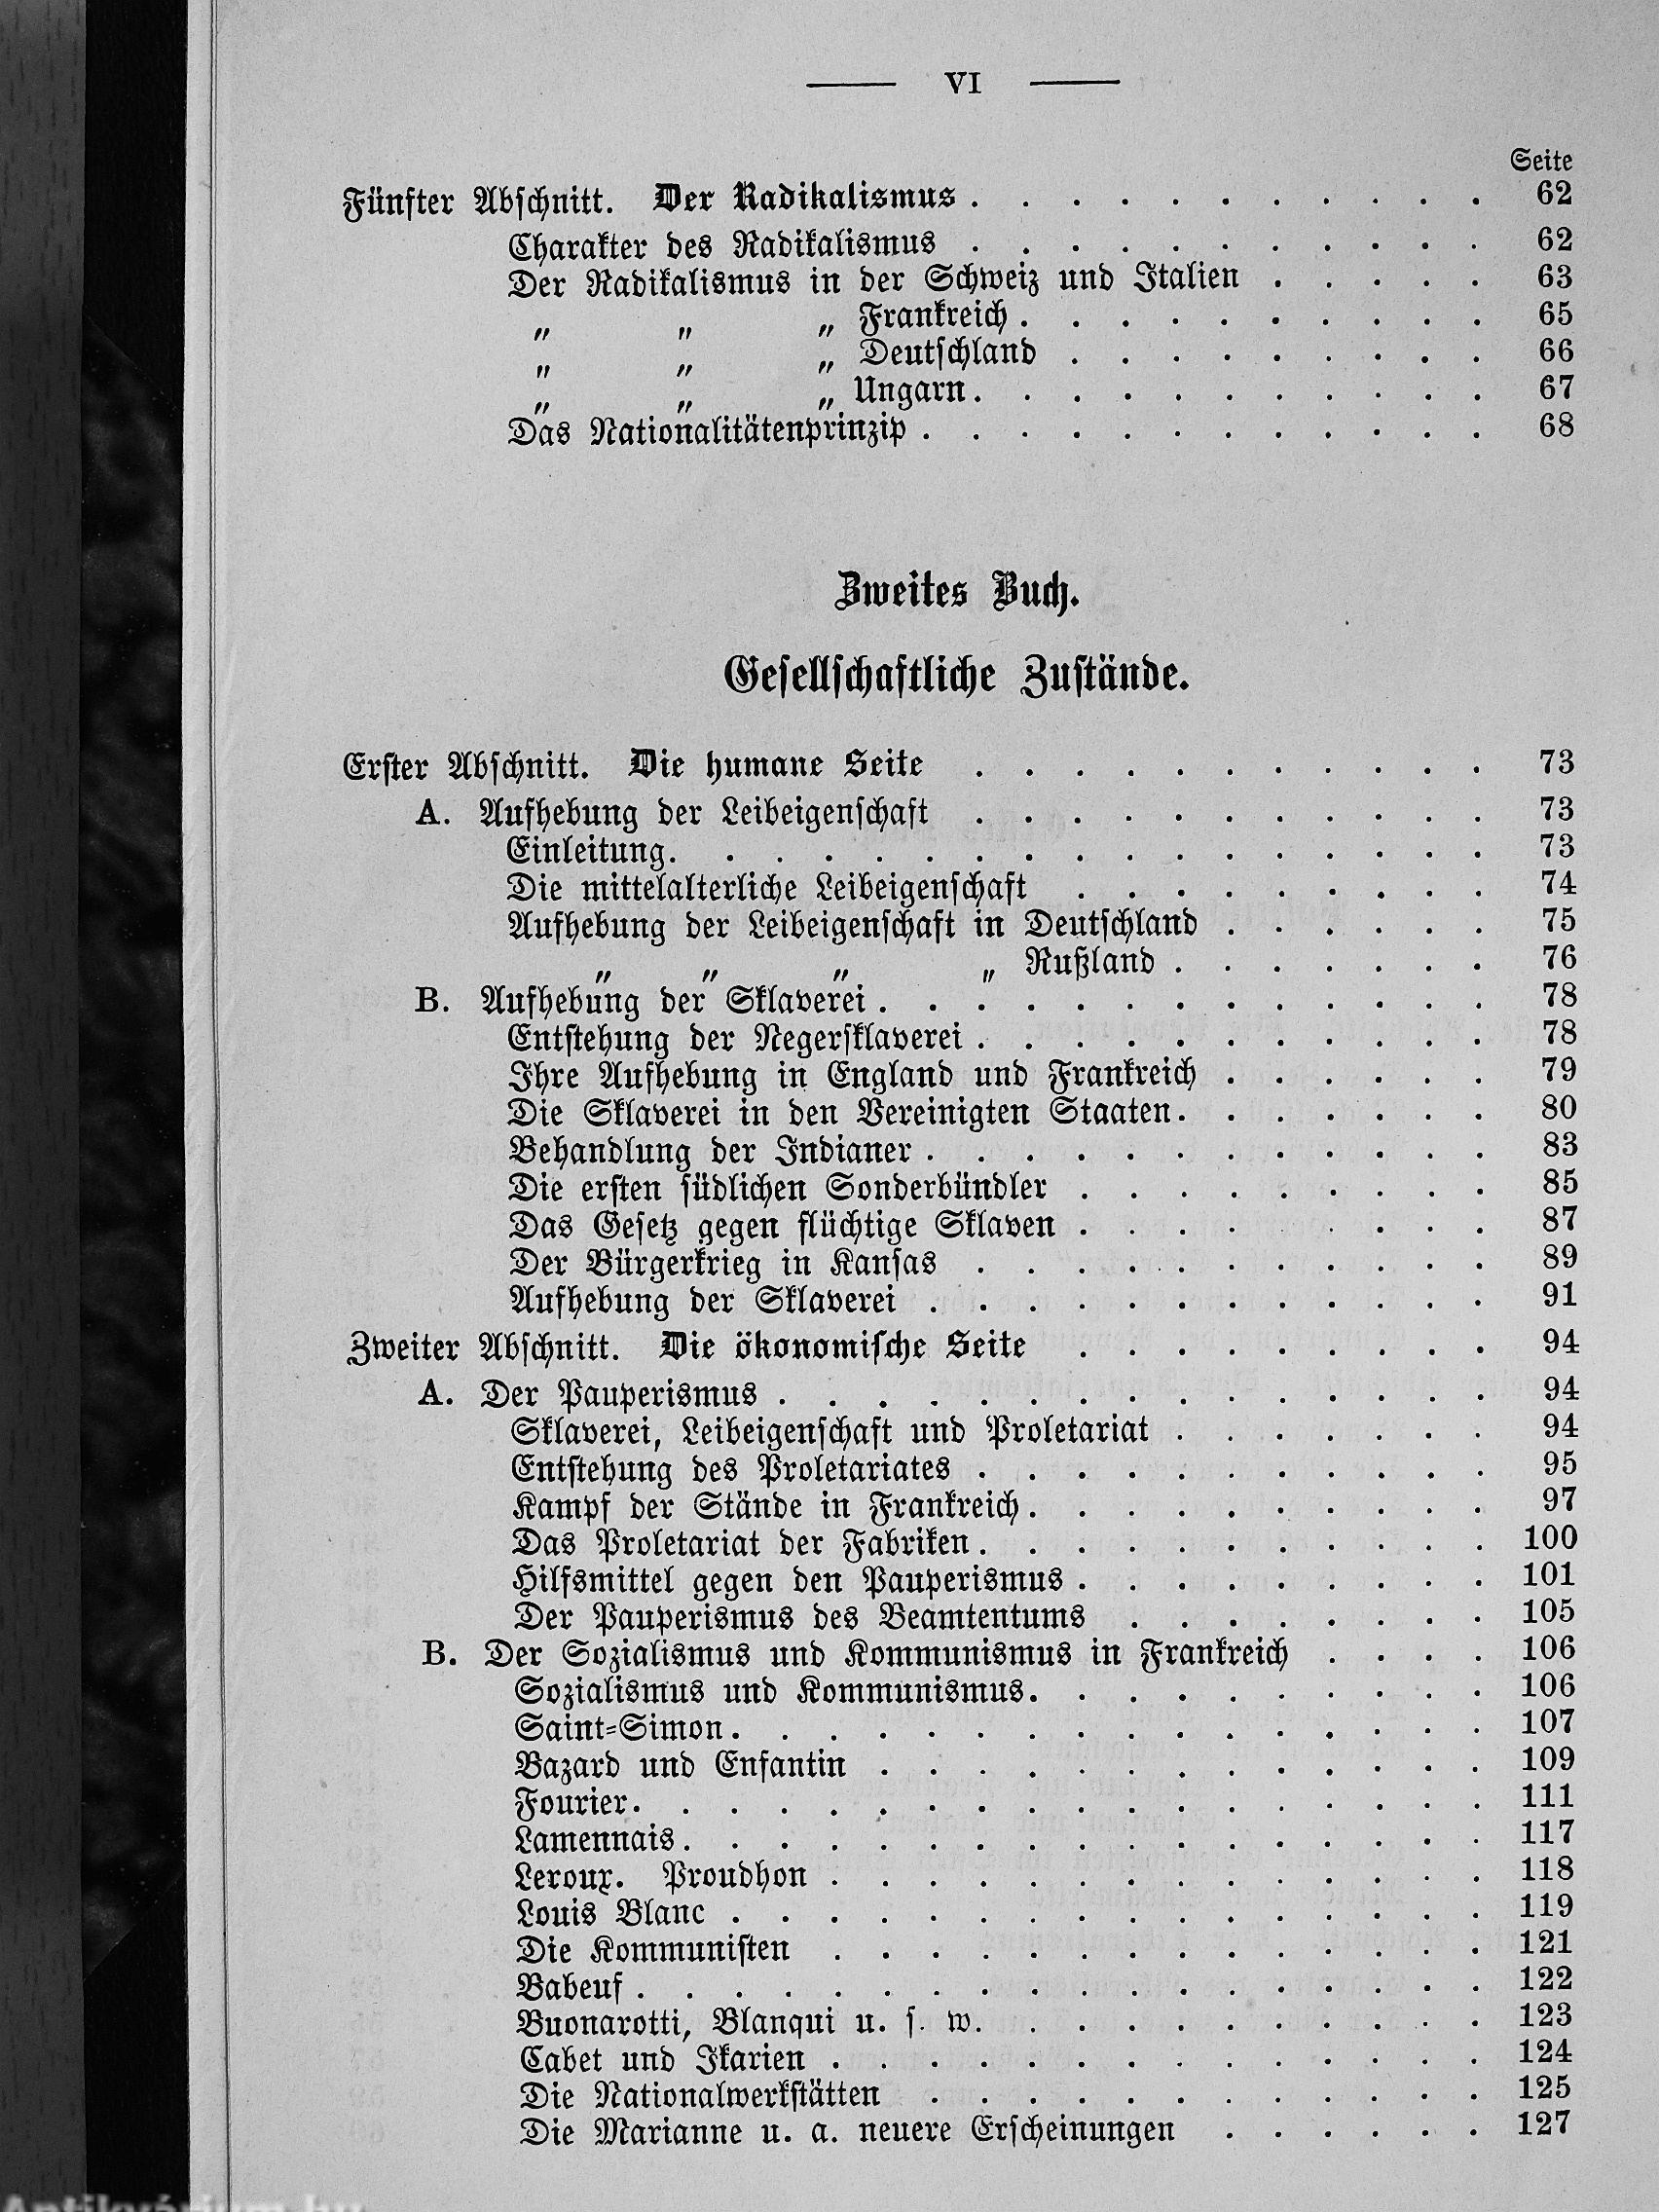 VI
Seite
Fünfter Abschnitt. Der Radikalismus . . . . . . . . . . . 62
Charakter des Radikalismus . . . . . . . . . . . 62
Der Radikalismus in der Schweiz und Italien . . . . . 63
„ „ „ Frankreich . . . . . . . . . . 65
„ „ „ Deutschland . . . . . . . . . 66
„ „ „ Ungarn . . . . . . . . . . . 67
Das Nationalitätenprinzip . . . . . . . . . . . . 68
Zweites Buch.
Gesellschaftliche Zustände.
Erster Abschnitt. Die humane Seite . . . . . . . . . . . 73
A. Aufhebung der Leibeigenschaft . . . . . . . . . . . 73
Einleitung . . . . . . . . . . . . . . . . . 73
Die mittelalterliche Leibeigenschaft . . . . . . . . . 74
Aufhebung der Leibeigenschaft in Deutschland . . . . . . 75
„ „ „ „ Rußland . . . . . . . 76
B. Aufhebung der Sklaverei . . . . . . . . . . . . . 78
Entstehung der Negersklaverei . . . . . . . . . . . 78
Ihre Aufhebung in England und Frankreich . . . . . . 79
Die Sklaverei in den Vereinigten Staaten . . . . . . . 80
Behandlung der Indianer . . . . . . . . . . . . 83
Die ersten südlichen Sonderbündler . . . . . . . . . 85
Das Gesetz gegen flüchtige Sklaven . . . . . . . . . 87
Der Bürgerkrieg in Kansas . . . . . . . . . . . 89
Aufhebung der Sklaverei . . . . . . . . . . . . 91
Zweiter Abschnitt. Die ökonomische Seite . . . . . . . . . 94
A. Der Pauperismus . . . . . . . . . . . . . . . 94
Sklaverei, Leibeigenschaft und Proletariat . . . . . . . 94
Entstehung des Proletariates . . . . . . . . . . . 95
Kampf der Stände in Frankreich . . . . . . . . . . 97
Das Proletariat der Fabriken . . . . . . . . . . . 100
Hilfsmittel gegen den Pauperismus . . . . . . . . . 101
Der Pauperismus des Beamtentums . . . . . . . . 105
B. Der Sozialismus und Kommunismus in Frankreich . . . . 106
Sozialismus und Kommunismus . . . . . . . . . . 106
Saint-Simon . . . . . . . . . . . . . . . . 107
Bazard und Enfantin . . . . . . . . . . . . . 109
Fourier . . . . . . . . . . . . . . . . . . 111
Lamennais . . . . . . . . . . . . . . . . . 117
Leroux. Proudhon . . . . . . . . . . . . . . 118
Louis Blanc . . . . . . . . . . . . . . . . 119
Die Kommunisten . . . . . . . . . . . . . . 121
Babeuf . . . . . . . . . . . . . . . . . . 122
Buonarotti, Blanqui u. s. w. . . . . . . . . . . . 123
Cabet und Ikarien . . . . . . . . . . . . . . 124
Die Nationalwerkstätten . . . . . . . . . . . . 125
Die Marianne u. a. neuere Erscheinungen . . . . . . 127